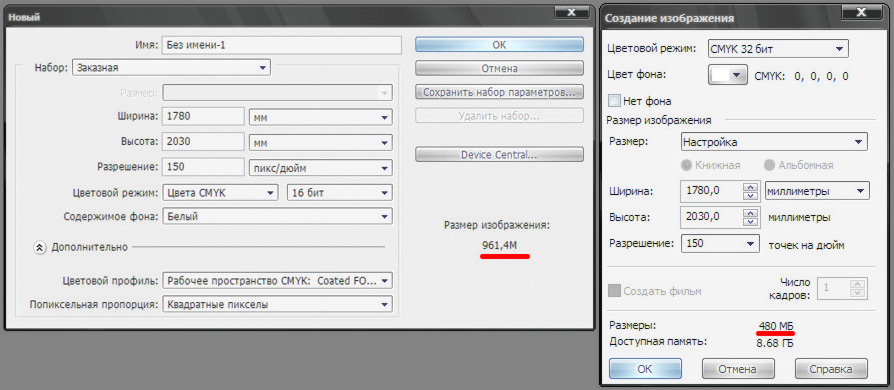 Новый
Имя: Без имени-1
Набор: Заказная
Размер:
Ширина: 1780 мм
Высота: 2030 мм
Разрешение: 150 пикс/дюйм
Цветовой режим: Цвета CMYK 16 бит
Содержимое фона: Белый
Дополнительно
Цветовой профиль: Рабочее пространство CMYK: Coated FO...
Попиксельная пропорция: Квадратные пикселы
ОК
Отмена
Сохранить набор параметров...
Удалить набор...
Device Central...
Размер изображения:
961,4M
Создание изображения
Цветовой режим: CMYK 32 бит
Цвет фона: CMYK: 0, 0, 0, 0
Нет фона
Размер изображения
Размер: Настройка
Книжная Альбомная
Ширина: 1780,0 миллиметры
Высота: 2030,0 миллиметры
Разрешение: 150 точек на дюйм
Создать фильм Число
кадров: 1
Размеры: 480 МБ
Доступная память: 8.68 ГБ
ОК Отмена Справка